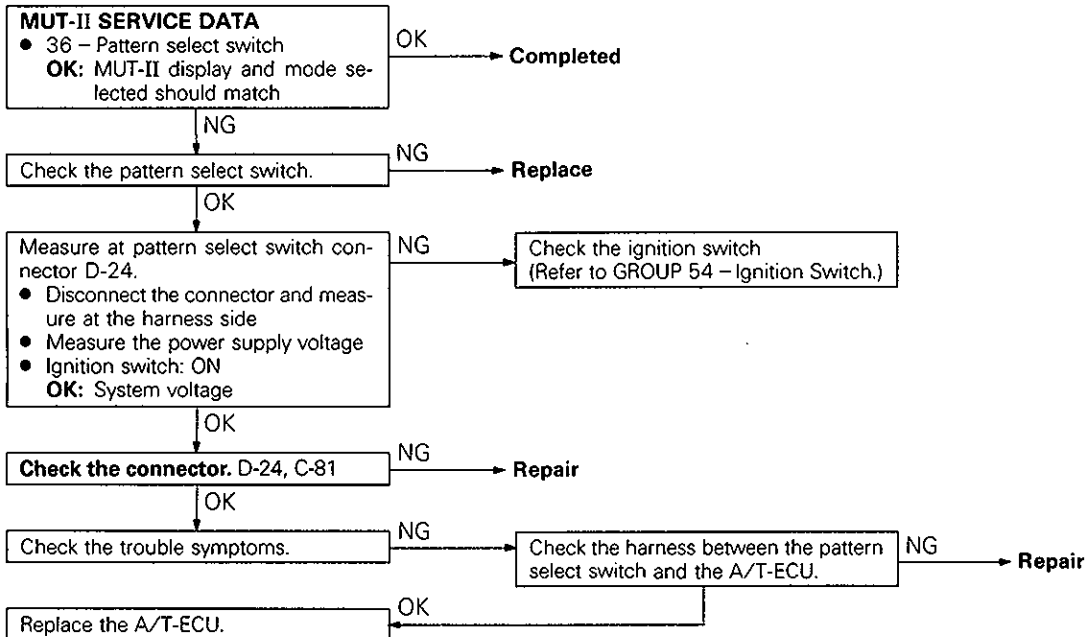 MUT-II SERVICE DATA
● 36 – Pattern select switch
OK: MUT-II display and mode se-
lected should match
OK
Completed
NG
Check the pattern select switch.
NG
Replace
OK
Measure at pattern select switch con-
nector D-24.
● Disconnect the connector and meas-
ure at the harness side
● Measure the power supply voltage
● Ignition switch: ON
OK: System voltage
NG
Check the ignition switch
(Refer to GROUP 54 – Ignition Switch.)
OK
Check the connector. D-24, C-81
NG
Repair
OK
Check the trouble symptoms.
NG
Check the harness between the pattern
select switch and the A/T-ECU.
NG
Repair
OK
Replace the A/T-ECU.